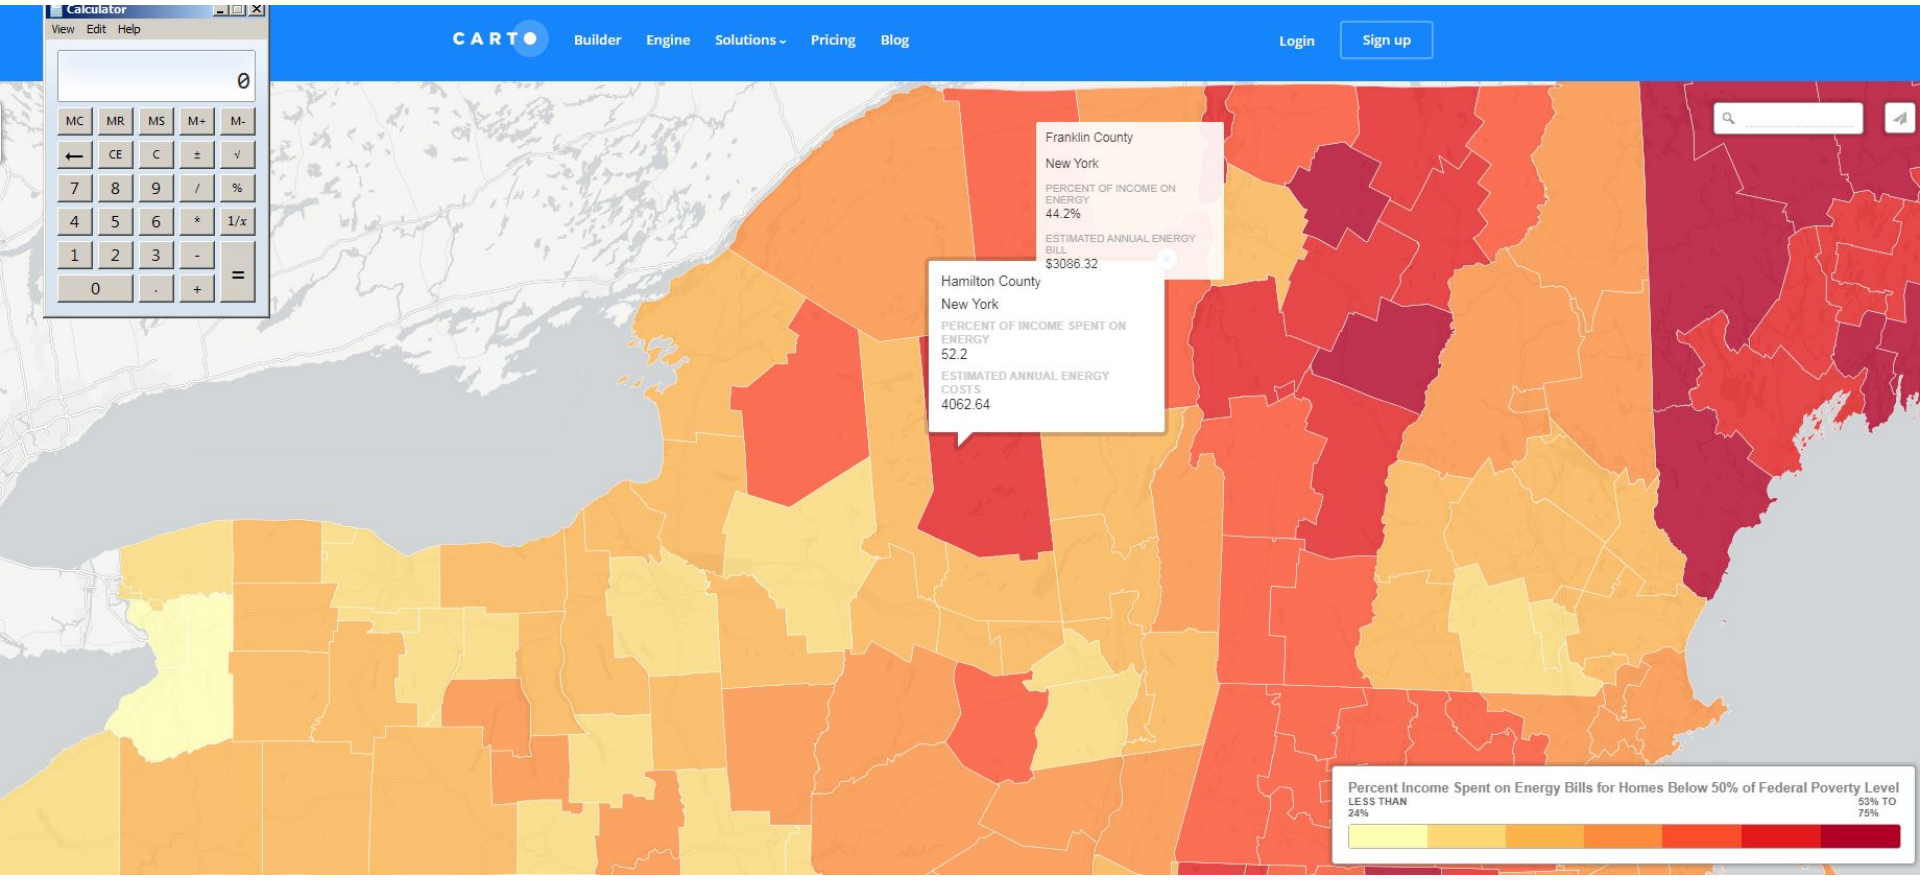 Calculator
View Edit Help
0
MC MR MS M+ M-
← CE C ± √
7 8 9 / %
4 5 6 * 1/x
1 2 3 - =
0 . +
CARTO Builder Engine Solutions Pricing Blog Login Sign up
Franklin County
New York
PERCENT OF INCOME ON
ENERGY
44.2%
ESTIMATED ANNUAL ENERGY
BILL
$3086.32
Hamilton County
New York
PERCENT OF INCOME SPENT ON
ENERGY
52.2
ESTIMATED ANNUAL ENERGY
COSTS
4062.64
Percent Income Spent on Energy Bills for Homes Below 50% of Federal Poverty Level
LESS THAN
24%
53% TO
75%